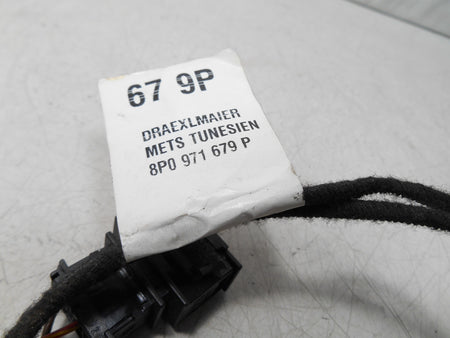 67 9P
DRAEXLMAIER
METS TUNESIEN
8P0 971 679 P